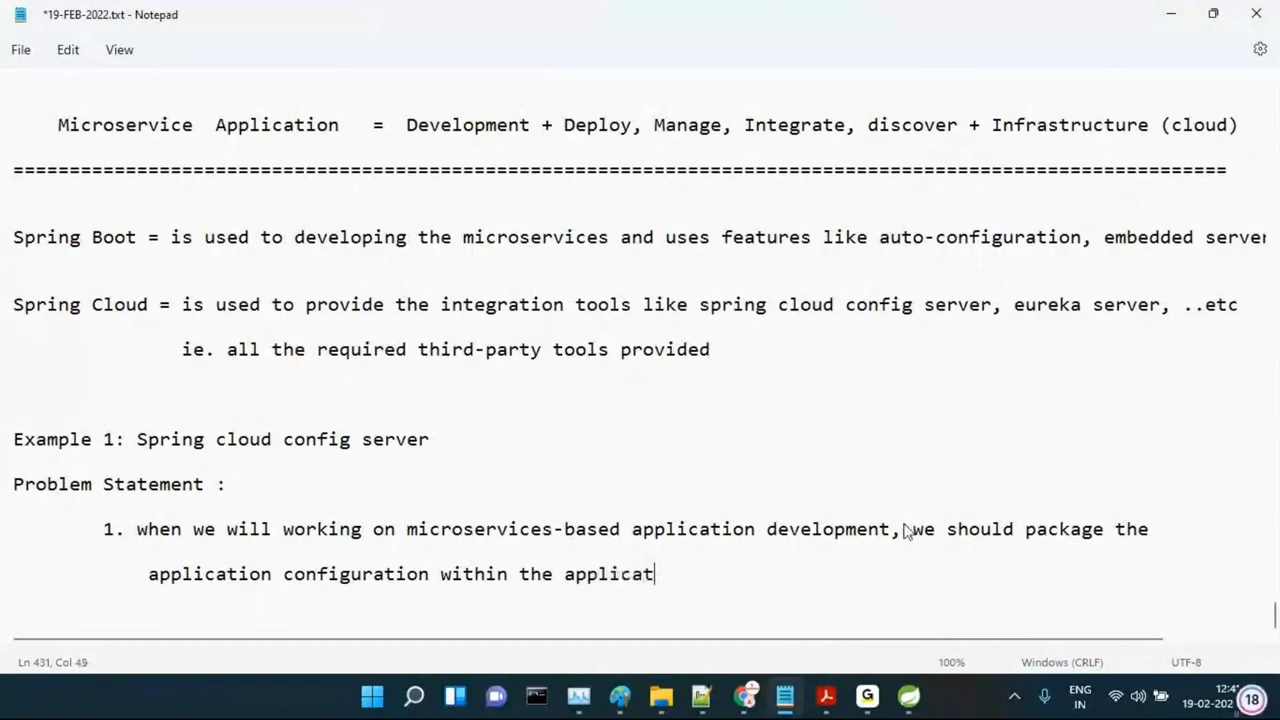 *19-FEB-2022.txt - Notepad
File Edit View
Microservice Application = Development + Deploy, Manage, Integrate, discover + Infrastructure (cloud)
============================================================================================================
Spring Boot = is used to developing the microservices and uses features like auto-configuration, embedded server
Spring Cloud = is used to provide the integration tools like spring cloud config server, eureka server, ..etc
ie. all the required third-party tools provided
Example 1: Spring cloud config server
Problem Statement :
1. when we will working on microservices-based application development, we should package the
application configuration within the applicat
Ln 431, Col 49 100% Windows (CRLF) UTF-8
ENG
IN
12:4
19-02-202
18